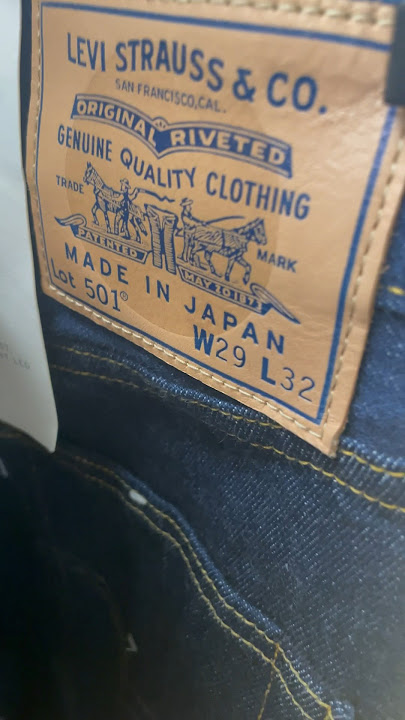 LEVI STRAUSS & CO.
SAN FRANCISCO, CAL.
ORIGINAL RIVETED
GENUINE QUALITY CLOTHING
TRADE MARK
PATENTED MAY 20 1873
MADE IN JAPAN
Lot 501®
W29 L32